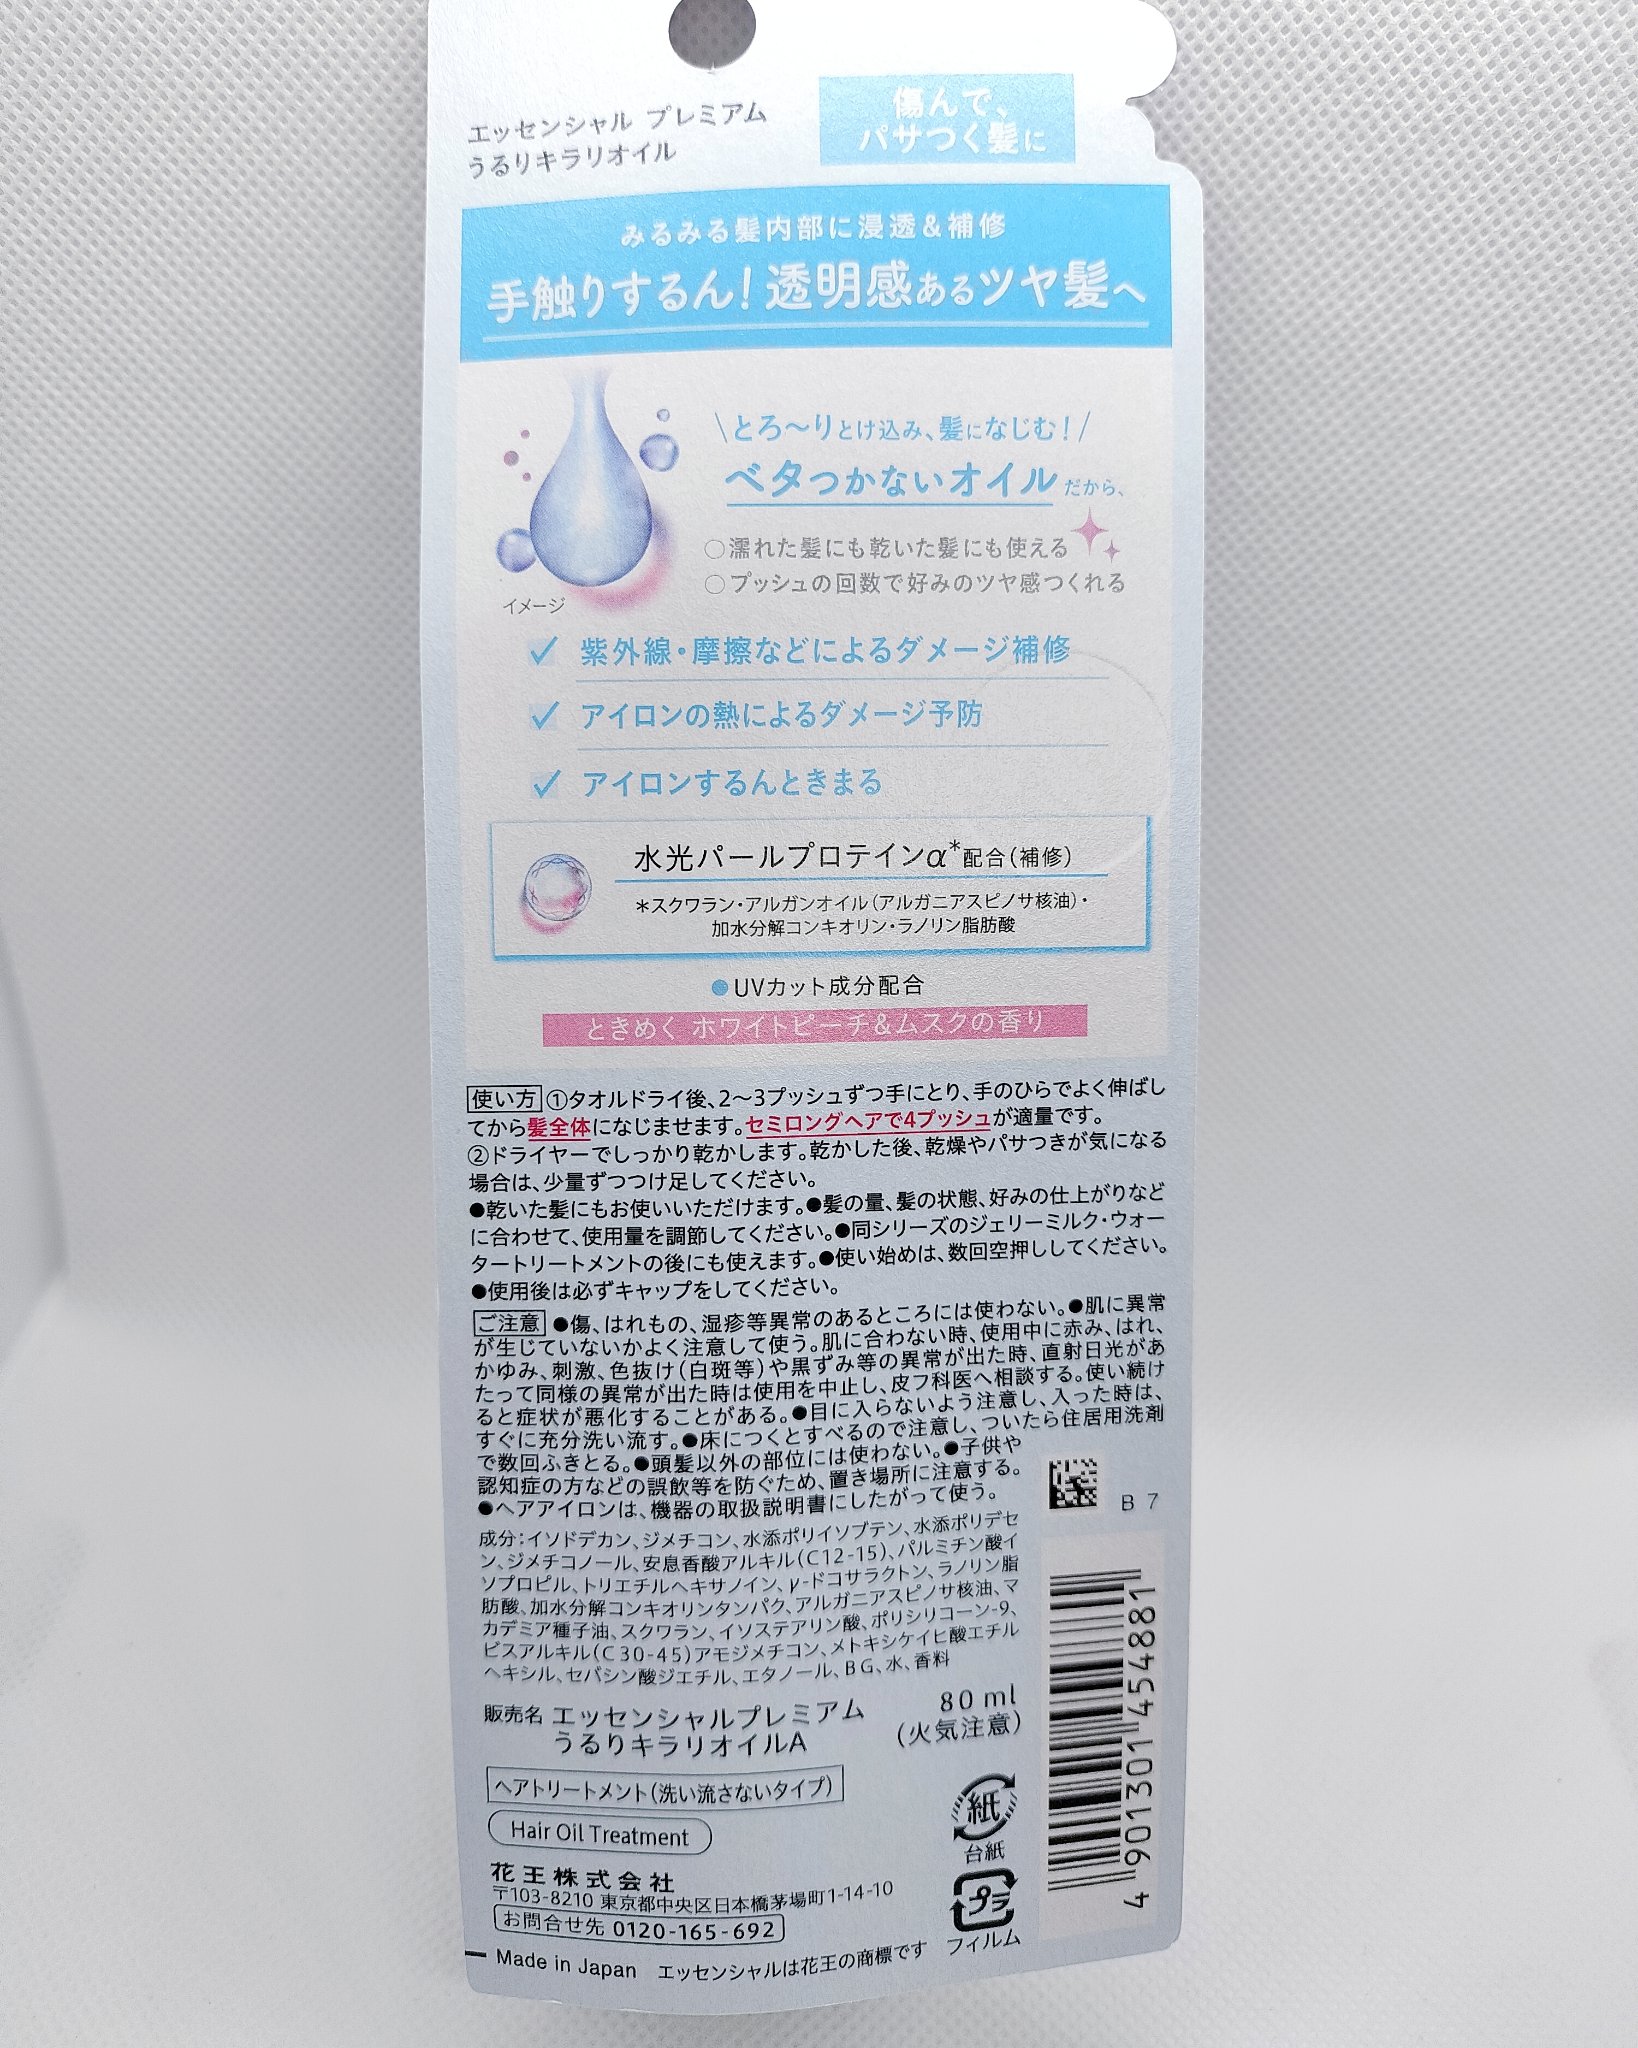 エッセンシャル プレミアム
うるりキラリオイル
傷んで、
パサつく髪に
みるみる髪内部に浸透&補修
手触りするん!透明感あるツヤ髪へ
\とろ〜りとけ込み、髪になじむ!/
ベタつかないオイルだから、
○濡れた髪にも乾いた髪にも使える
○プッシュの回数で好みのツヤ感つくれる
イメージ
✓ 紫外線・摩擦などによるダメージ補修
✓ アイロンの熱によるダメージ予防
✓ アイロンするんときまる
水光パールプロテインα*配合(補修)
*スクワラン・アルガンオイル(アルガニアスピノサ核油)・
加水分解コンキオリン・ラノリン脂肪酸
●UVカット成分配合
ときめく ホワイトピーチ&ムスクの香り
使い方 ①タオルドライ後、2〜3プッシュずつ手にとり、手のひらでよく伸ばし
てから髪全体になじませます。セミロングヘアで4プッシュが適量です。
②ドライヤーでしっかり乾かします。乾かした後、乾燥やパサつきが気になる
場合は、少量ずつつけ足してください。
●乾いた髪にもお使いいただけます。●髪の量、髪の状態、好みの仕上がりなど
に合わせて、使用量を調節してください。●同シリーズのジェリーミルク・ウォー
タートリートメントの後にも使えます。●使い始めは、数回空押ししてください。
●使用後は必ずキャップをしてください。
ご注意 ●傷、はれもの、湿疹等異常のあるところには使わない。●肌に異常
が生じていないかよく注意して使う。肌に合わない時、使用中に赤み、はれ、
かゆみ、刺激、色抜け(白斑等)や黒ずみ等の異常が出た時、直射日光があ
たって同様の異常が出た時は使用を中止し、皮フ科医へ相談する。使い続け
ると症状が悪化することがある。●目に入らないよう注意し、入った時は、
すぐに充分洗い流す。●床につくとすべるので注意し、ついたら住居用洗剤
で数回ふきとる。●頭髪以外の部位には使わない。●子供や
認知症の方などの誤飲等を防ぐため、置き場所に注意する。
●ヘアアイロンは、機器の取扱説明書にしたがって使う。
B 7
成分:イソドデカン、ジメチコン、水添ポリイソブテン、水添ポリデセ
ン、ジメチコノール、安息香酸アルキル(C12-15)、パルミチン酸イ
ソプロピル、トリエチルヘキサノイン、γ-ドコサラクトン、ラノリン脂
肪酸、加水分解コンキオリンタンパク、アルガニアスピノサ核油、マ
カデミア種子油、スクワラン、イソステアリン酸、ポリシリコーン-9、
ビスアルキル(C30-45)アモジメチコン、メトキシケイヒ酸エチル
ヘキシル、セバシン酸ジエチル、エタノール、BG、水、香料
販売名 エッセンシャルプレミアム
うるりキラリオイルA
80 ml
(火気注意)
ヘアトリートメント(洗い流さないタイプ)
Hair Oil Treatment
花王株式会社
〒103-8210 東京都中央区日本橋茅場町1-14-10
お問合せ先 0120-165-692
Made in Japan エッセンシャルは花王の商標です
紙
台紙
プラ
フィルム
4 901301 454881